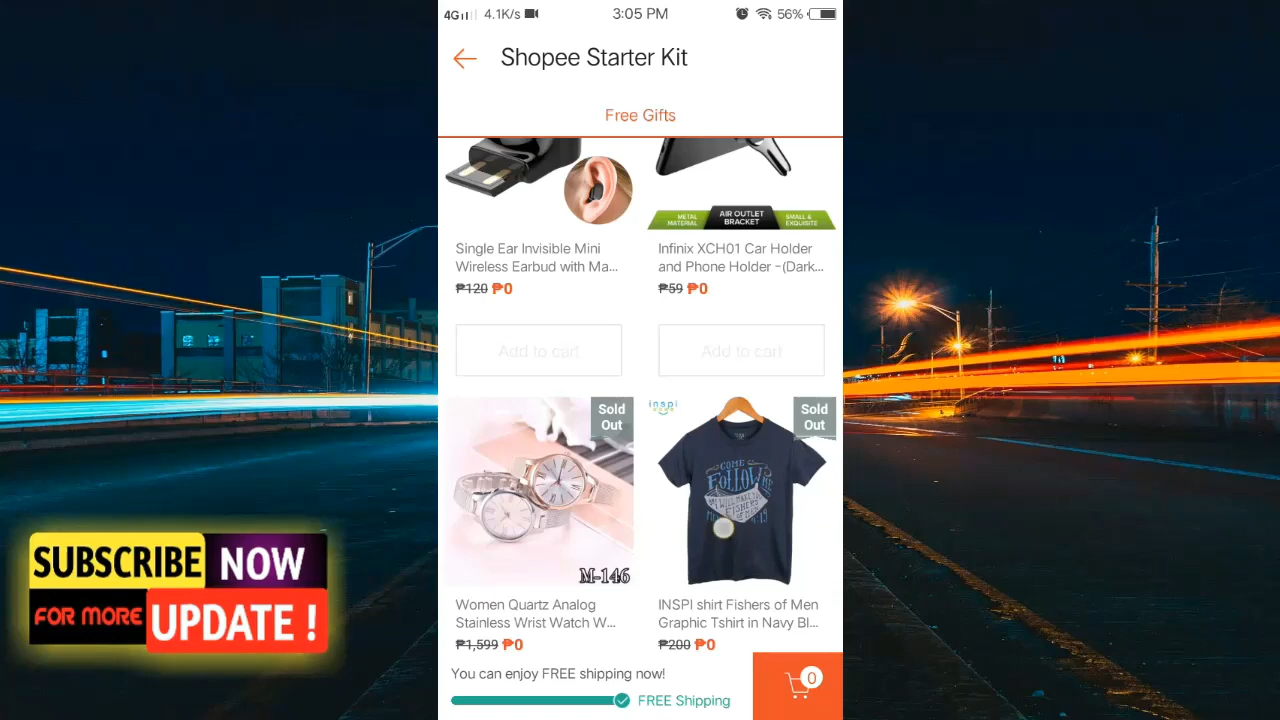 4G 4.1K/s 3:05 PM 56%
Shopee Starter Kit
Free Gifts
METAL MATERIAL
AIR OUTLET BRACKET
SMALL & EXQUISITE
Single Ear Invisible Mini
Wireless Earbud with Ma...
₱120 ₱0
Infinix XCH01 Car Holder
and Phone Holder -(Dark...
₱59 ₱0
Add to cart
Add to cart
Sold
Out
M-146
inspi
Sold
Out
COME
FOLLOW ME
Women Quartz Analog
Stainless Wrist Watch W...
₱1,599 ₱0
INSPI shirt Fishers of Men
Graphic Tshirt in Navy Bl...
₱200 ₱0
You can enjoy FREE shipping now!
FREE Shipping
0
SUBSCRIBE NOW
FOR MORE UPDATE !